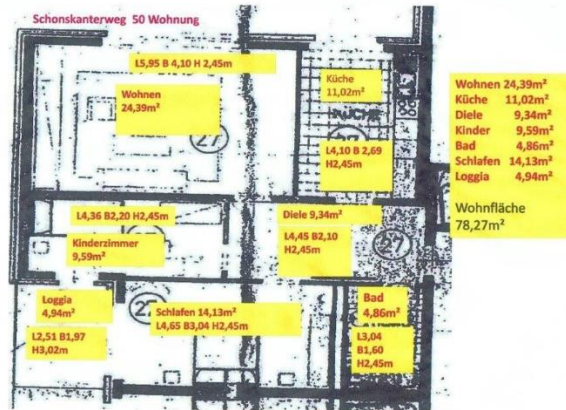 Schonskanterweg 50 Wohnung
L5,95 B 4,10 H 2,45m
Wohnen
24,39m²
27
Küche
11,02m²
KÜCHE
L4,10 B 2,69
H2,45m
Wohnen 24,39m²
Küche 11,02m²
Diele 9,34m²
Kinder 9,59m²
Bad 4,86m²
Schlafen 14,13m²
Loggia 4,94m²
Wohnfläche
78,27m²
L4,36 B2,20 H2,45m
Kinderzimmer
9,59m²
Diele 9,34m²
L4,45 B2,10
H2,45m
27
Loggia
4,94m²
L2,51 B1,97
H3,02m
Schlafen 14,13m²
L4,65 B3,04 H2,45m
Bad
4,86m²
L3,04
B1,60
H2,45m